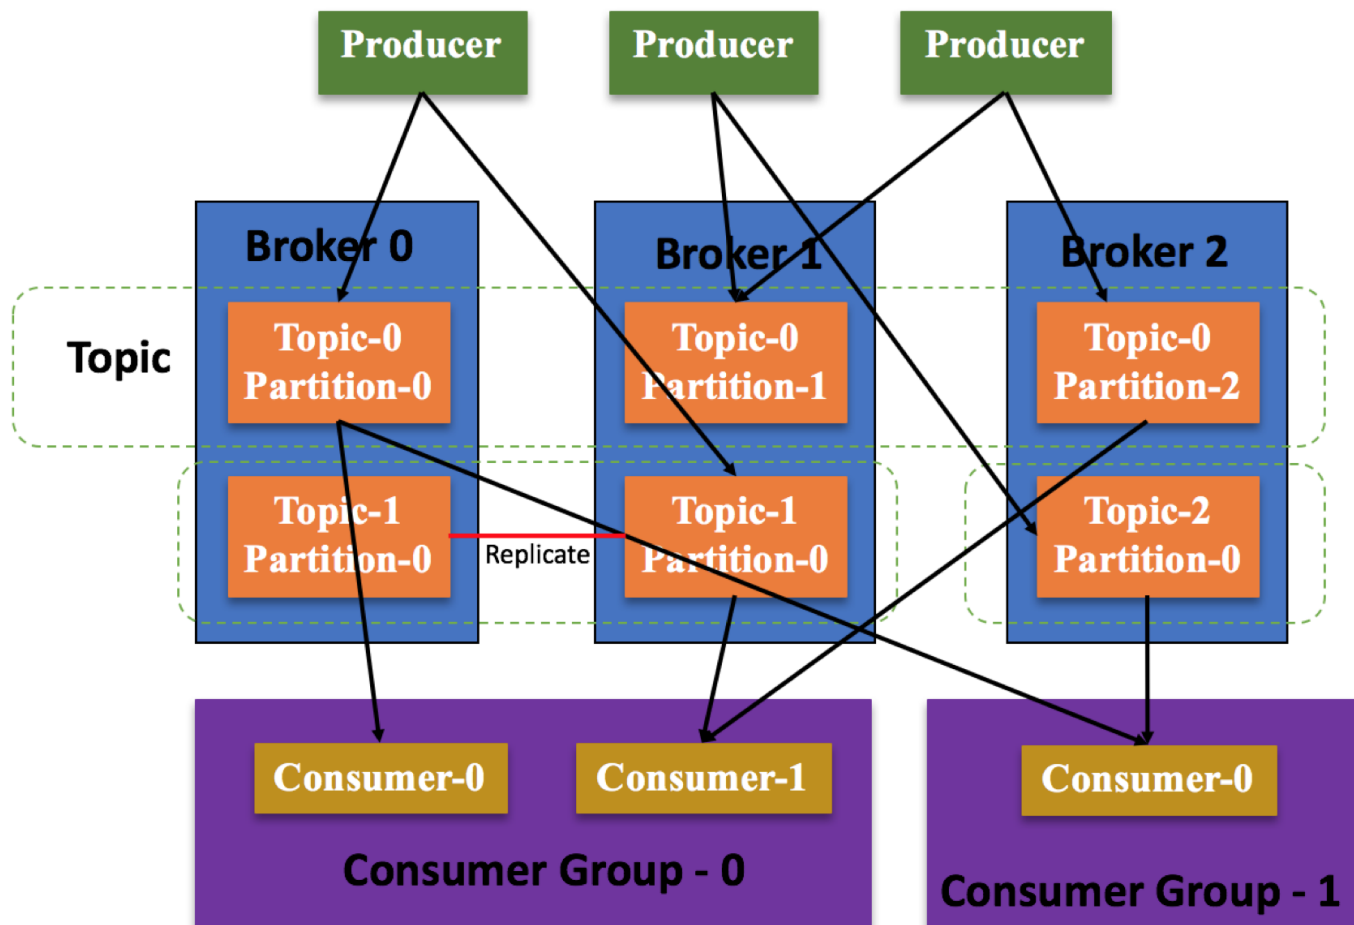 Producer
Producer
Producer
Broker 0
Broker 1
Broker 2
Topic
Topic-0
Partition-0
Topic-0
Partition-1
Topic-0
Partition-2
Topic-1
Partition-0
Replicate
Topic-1
Partition-0
Topic-2
Partition-0
Consumer-0
Consumer-1
Consumer-0
Consumer Group - 0
Consumer Group - 1